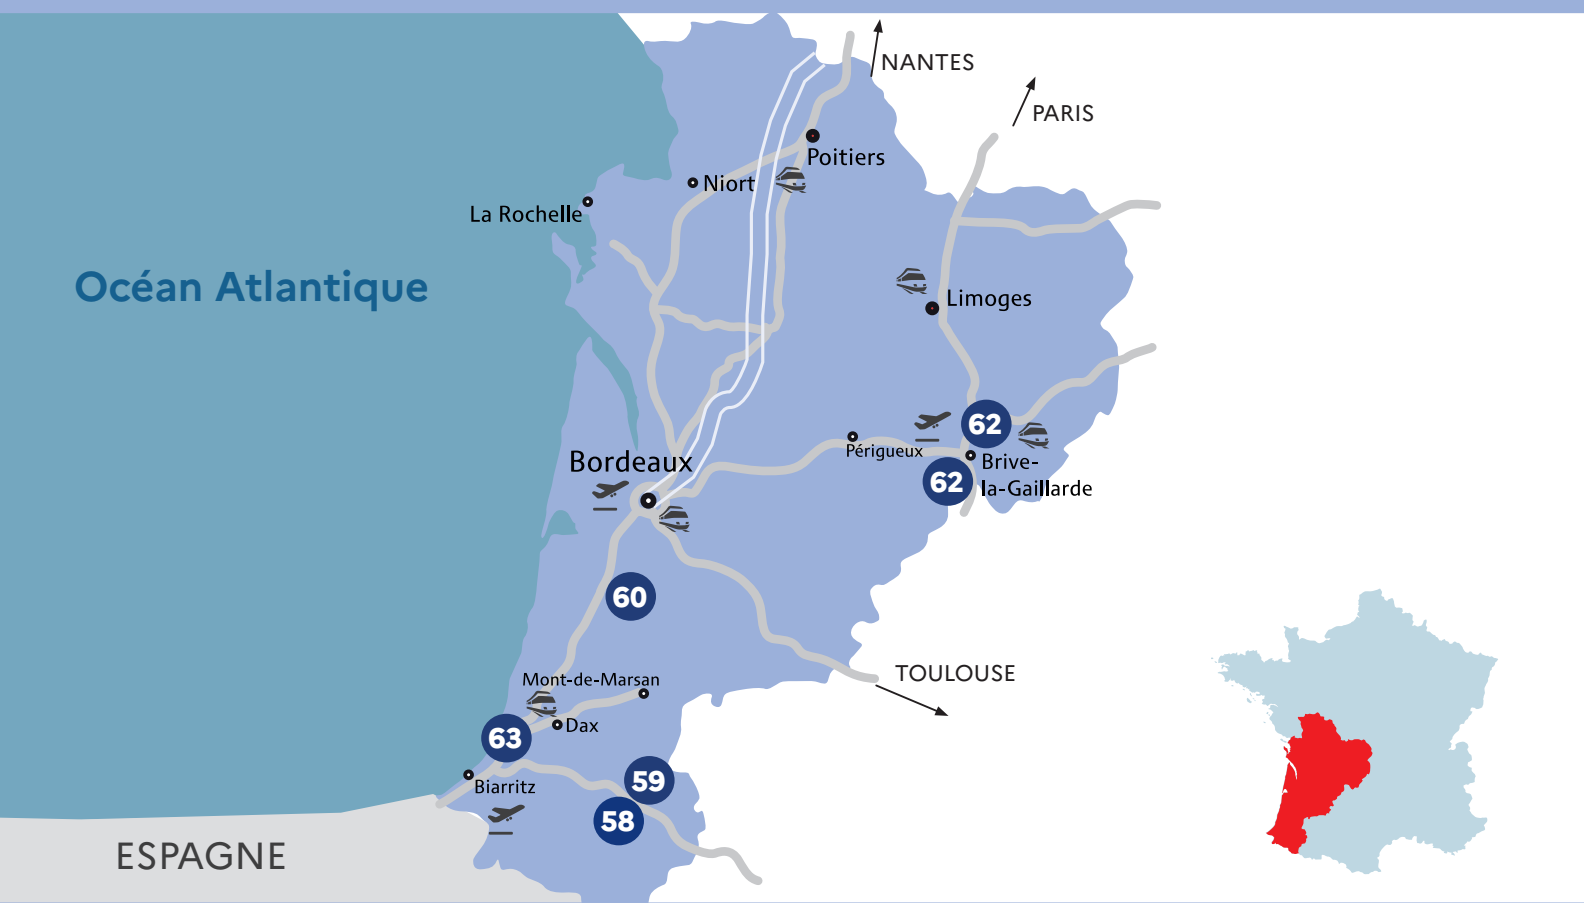 NANTES
PARIS
Poitiers
Niort
La Rochelle
Océan Atlantique
Limoges
62
Périgueux
Bordeaux
Brive-
la-Gaillarde
62
60
TOULOUSE
Mont-de-Marsan
Dax
63
59
Biarritz
58
ESPAGNE